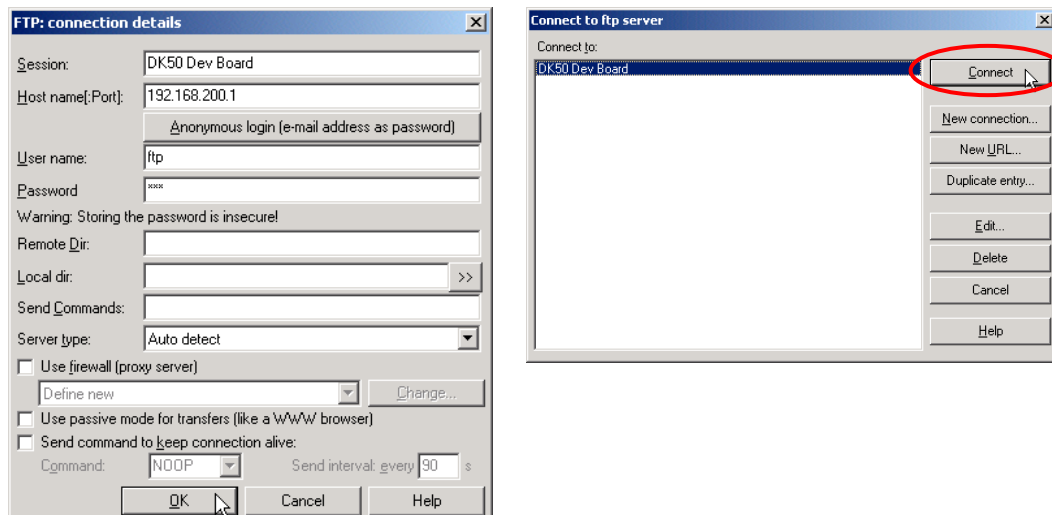 FTP: connection details
Session: DK50 Dev Board
Host name[:Port]: 192.168.200.1
Anonymous login (e-mail address as password)
User name: ftp
Password ***
Warning: Storing the password is insecure!
Remote Dir:
Local dir: >>
Send Commands:
Server type: Auto detect
Use firewall (proxy server)
Define new Change...
Use passive mode for transfers (like a WWW browser)
Send command to keep connection alive:
Command: NOOP Send interval: every 90 s
OK Cancel Help
Connect to ftp server
Connect to:
DK50 Dev Board
Connect
New connection...
New URL...
Duplicate entry...
Edit...
Delete
Cancel
Help